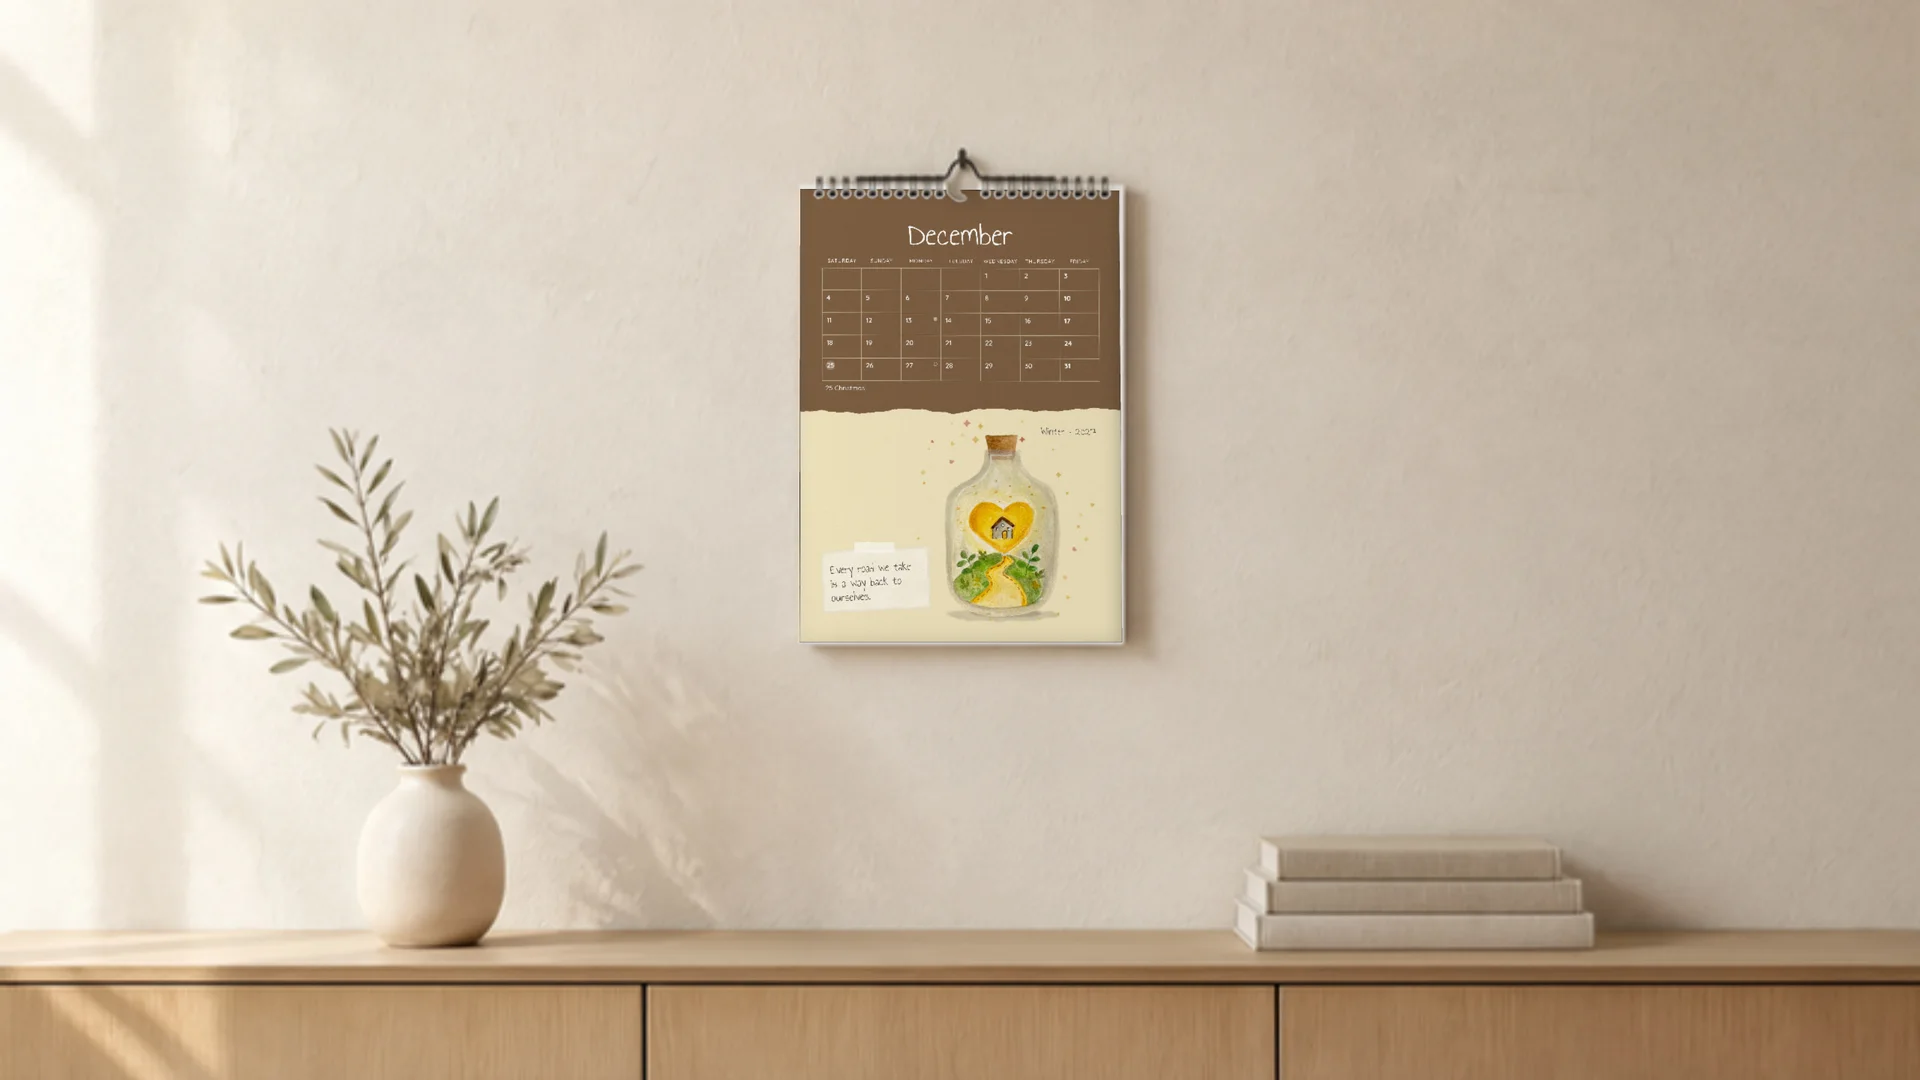 December
SATURDAY SUNDAY MONDAY TUESDAY WEDNESDAY THURSDAY FRIDAY
1 2 3
4 5 6 7 8 9 10
11 12 13 14 15 16 17
18 19 20 21 22 23 24
25 26 27 28 29 30 31
25 Christmas
Winter - 2027
Every road we take
is a way back to
ourselves.